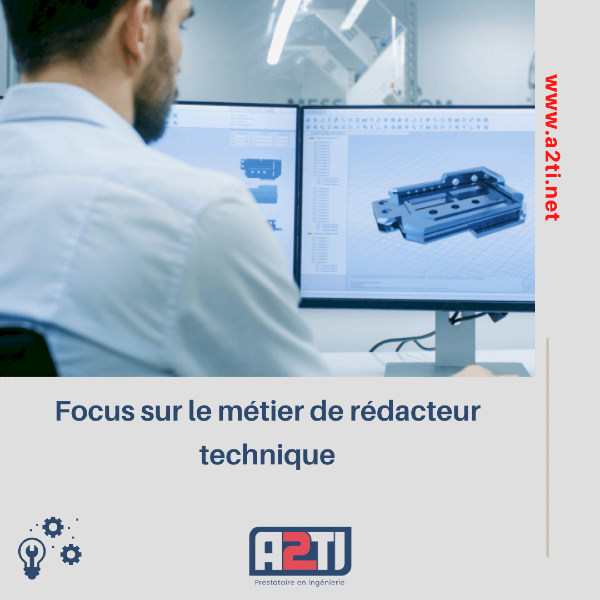 www.a2ti.net
Focus sur le métier de rédacteur
technique
A2TI
Prestataire en ingénierie